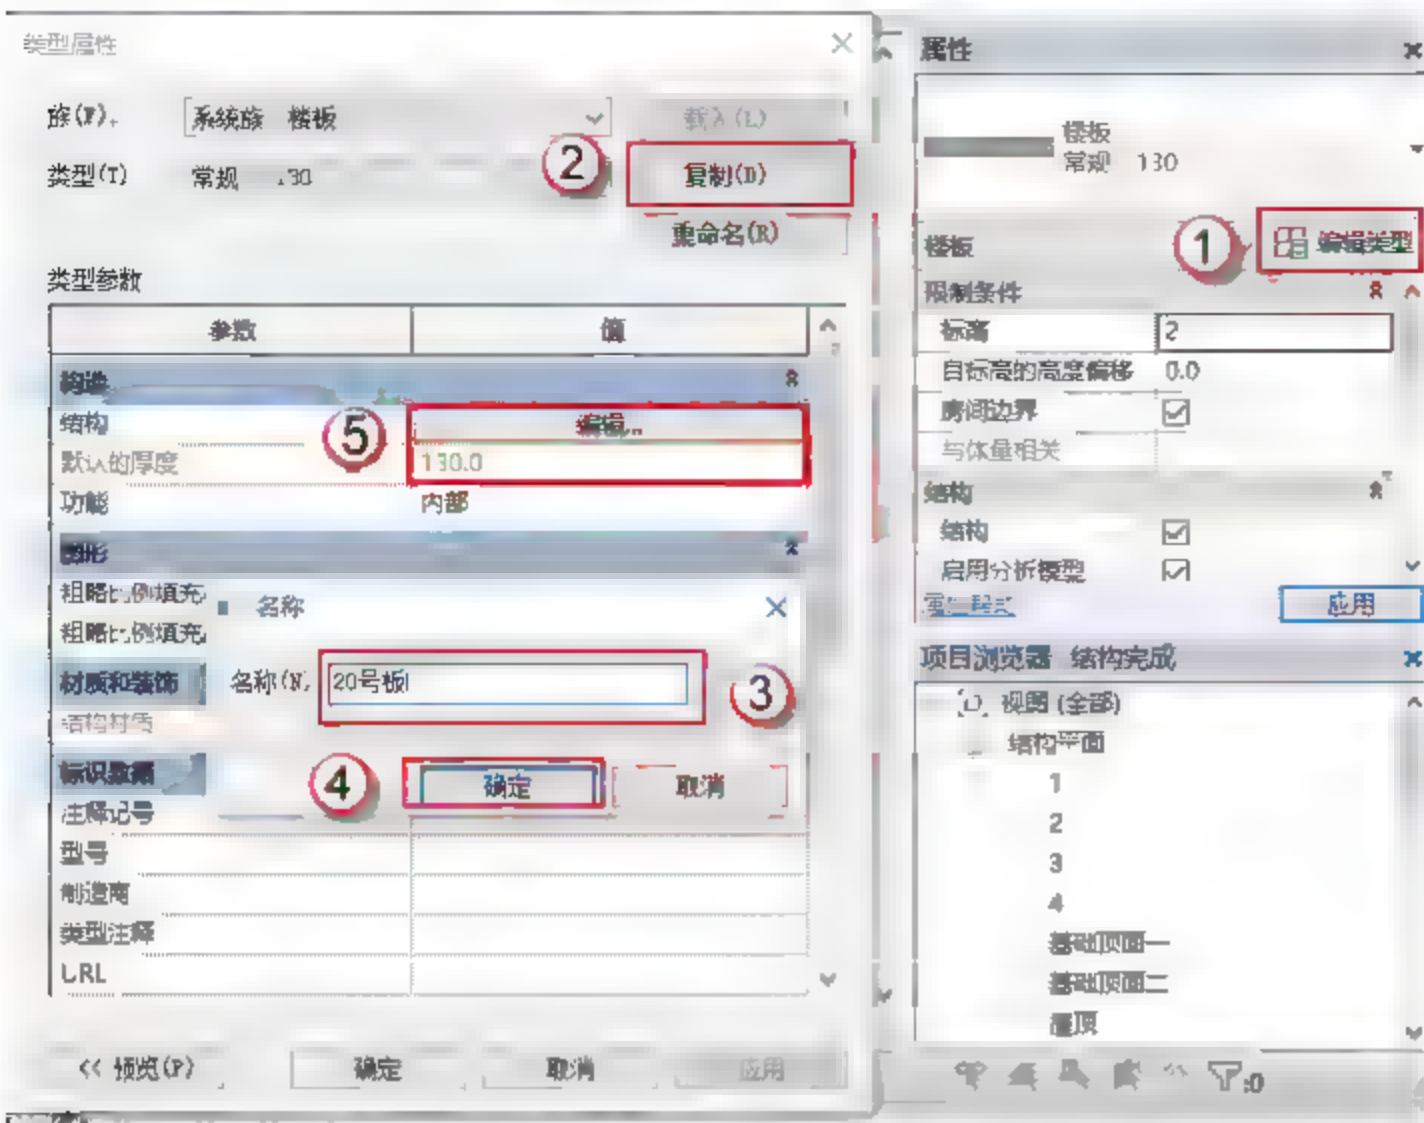 类型属性
族(F):
系统族 楼板
载入(L)
类型(T)
常规 130
②
复制(D)
重命名(R)
类型参数
参数
值
构造
结构
⑤
编辑...
默认的厚度
130.0
功能
内部
图形
粗略比例填充
粗略比例填充
名称
材质和装饰
名称(N)
20号板
③
结构材质
标识数据
④
确定
取消
注释记号
型号
制造商
类型注释
URL
<< 预览(P)
确定
取消
应用
属性
楼板
常规 130
楼板
①
编辑类型
限制条件
标高
2
自标高的高度偏移
0.0
房间边界
与体量相关
结构
结构
启用分析模型
属性帮助
应用
项目浏览器 结构完成
视图 (全部)
结构平面
1
2
3
4
基础顶面一
基础顶面二
屋顶
:0